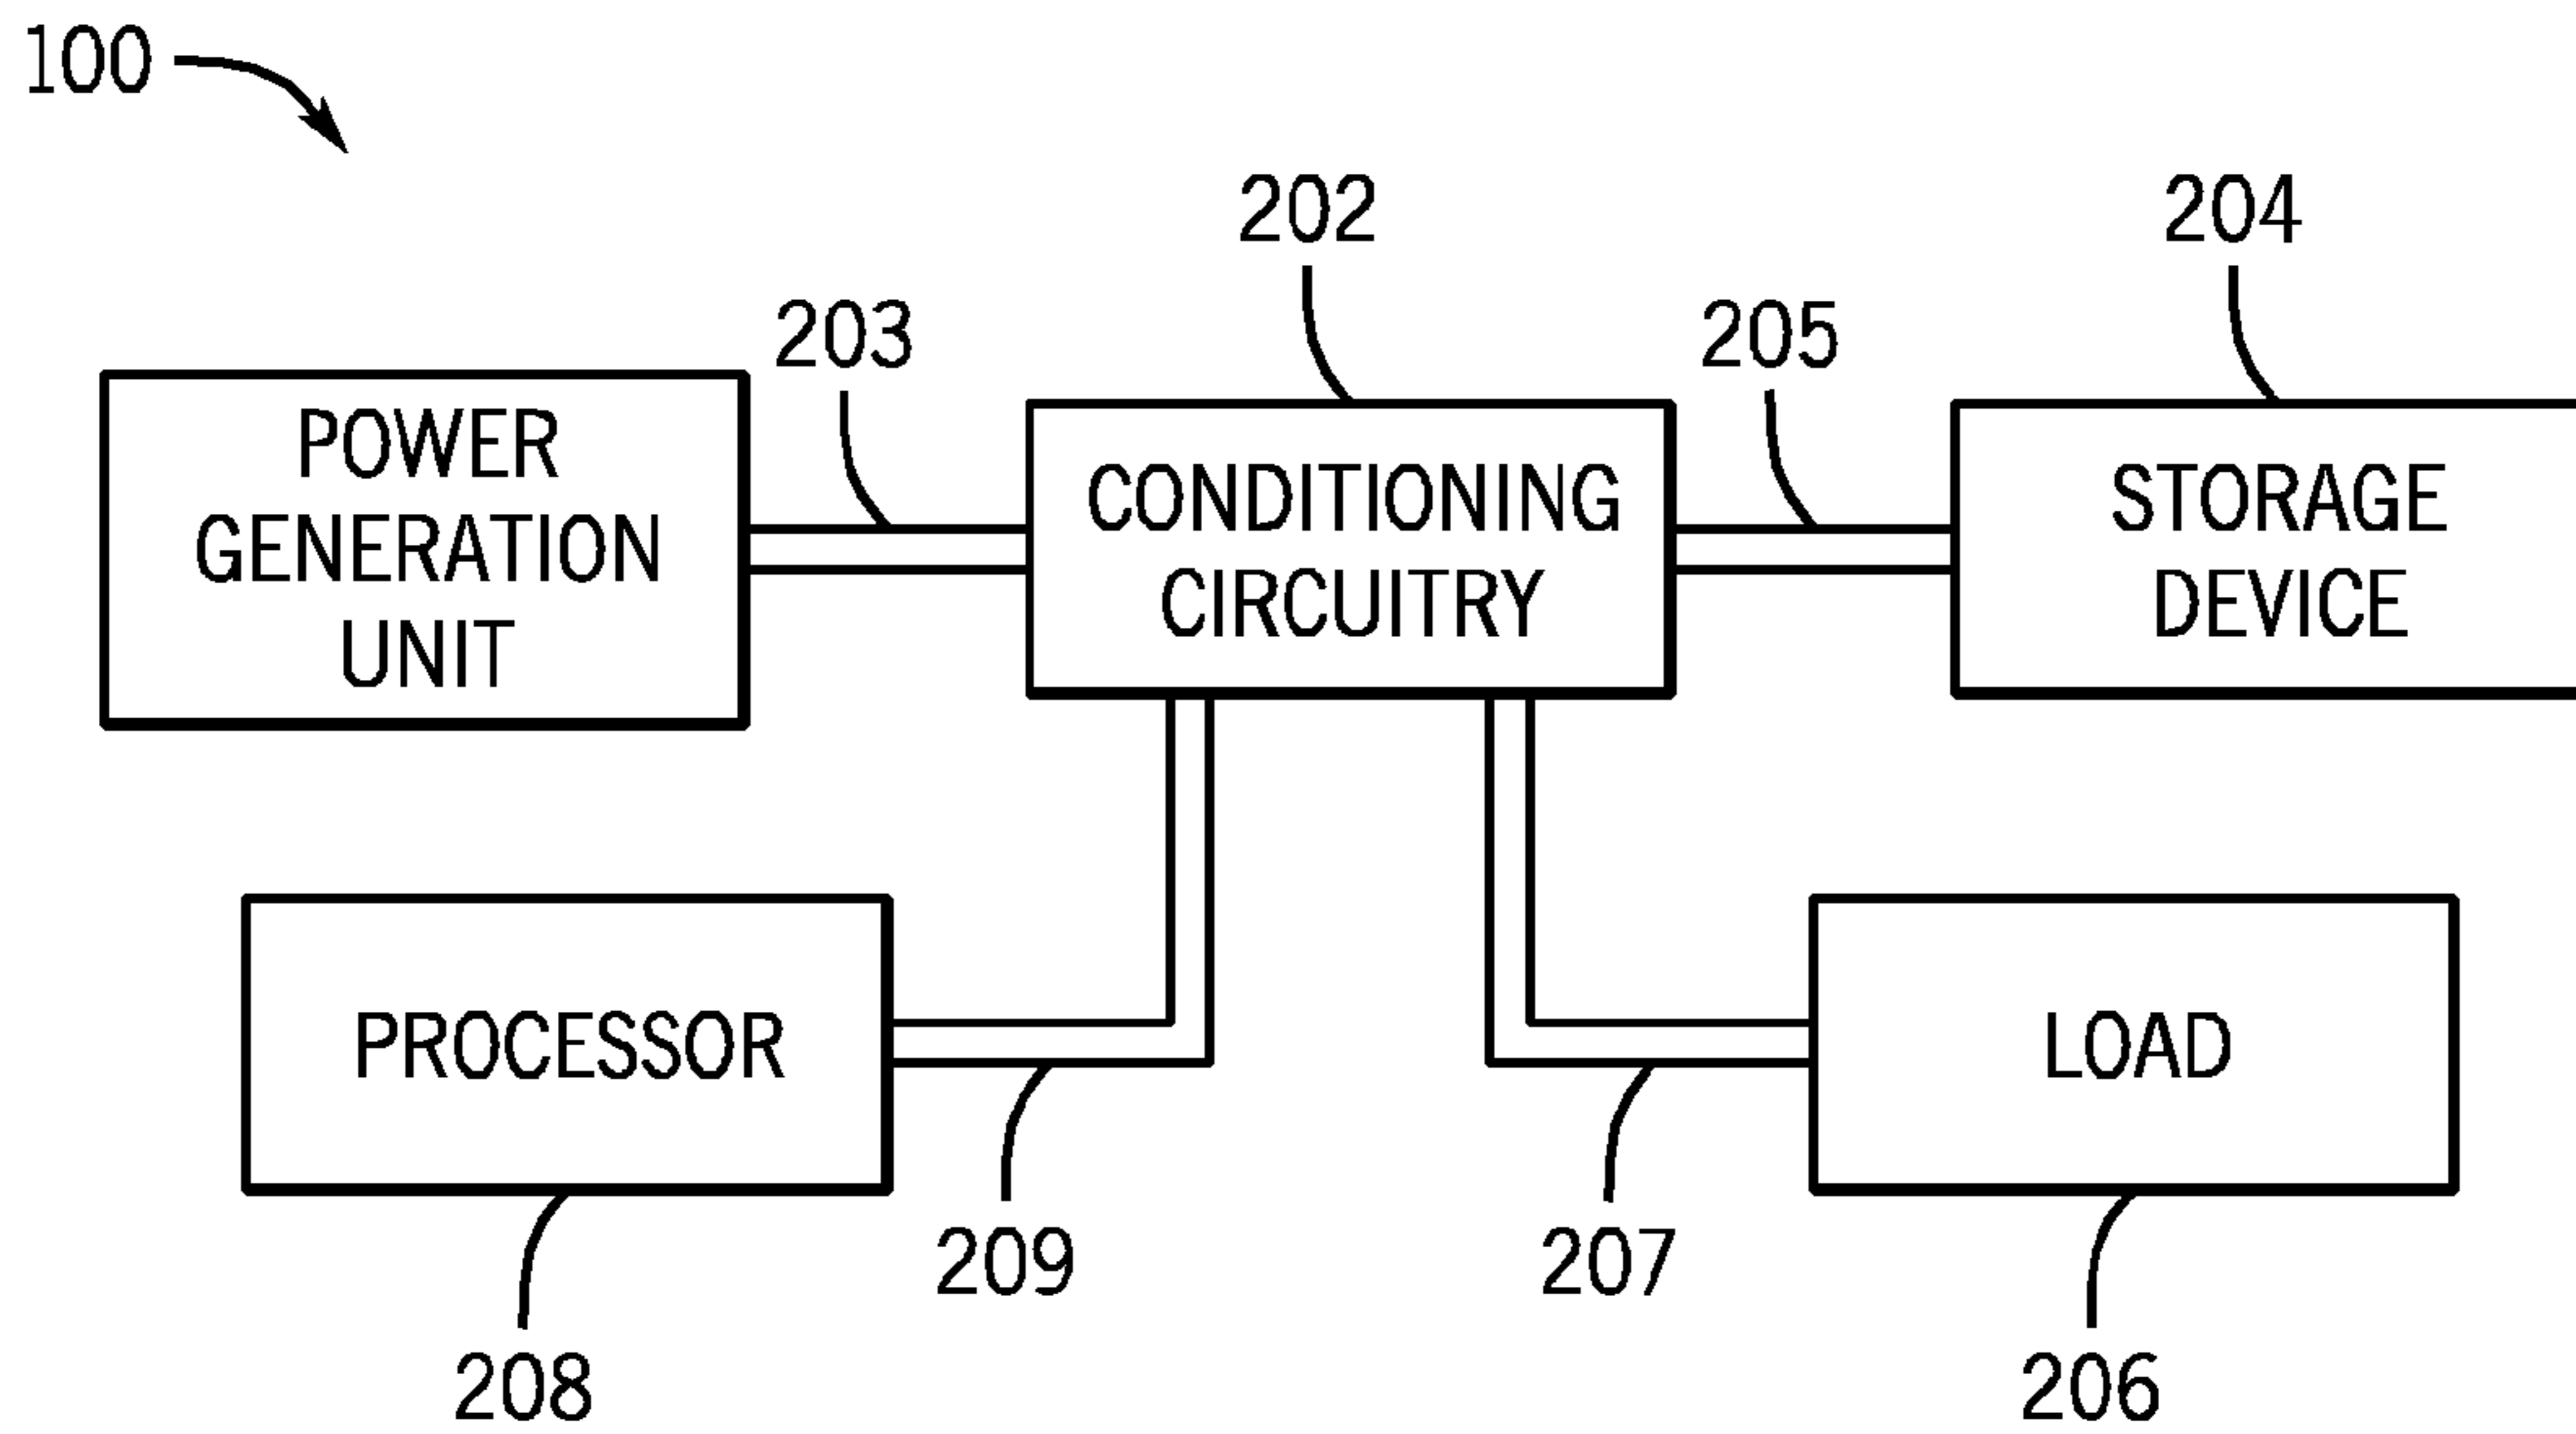 100
202
204
203
205
POWER
GENERATION
UNIT
CONDITIONING
CIRCUITRY
STORAGE
DEVICE
PROCESSOR
LOAD
209
207
208
206